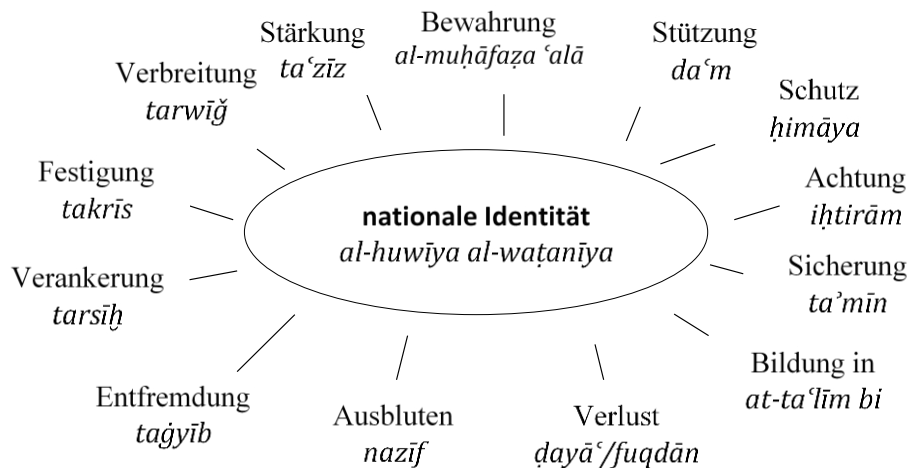 Bewahrung
al-muḥāfaẓa ʿalā
Stärkung
taʿzīz
Stützung
daʿm
Verbreitung
tarwīǧ
Schutz
ḥimāya
Festigung
takrīs
Achtung
iḥtirām
nationale Identität
al-huwīya al-waṭanīya
Verankerung
tarsīḫ
Sicherung
taʾmīn
Entfremdung
taġyīb
Ausbluten
nazīf
Verlust
ḍayāʿ/fuqdān
Bildung in
at-taʿlīm bi